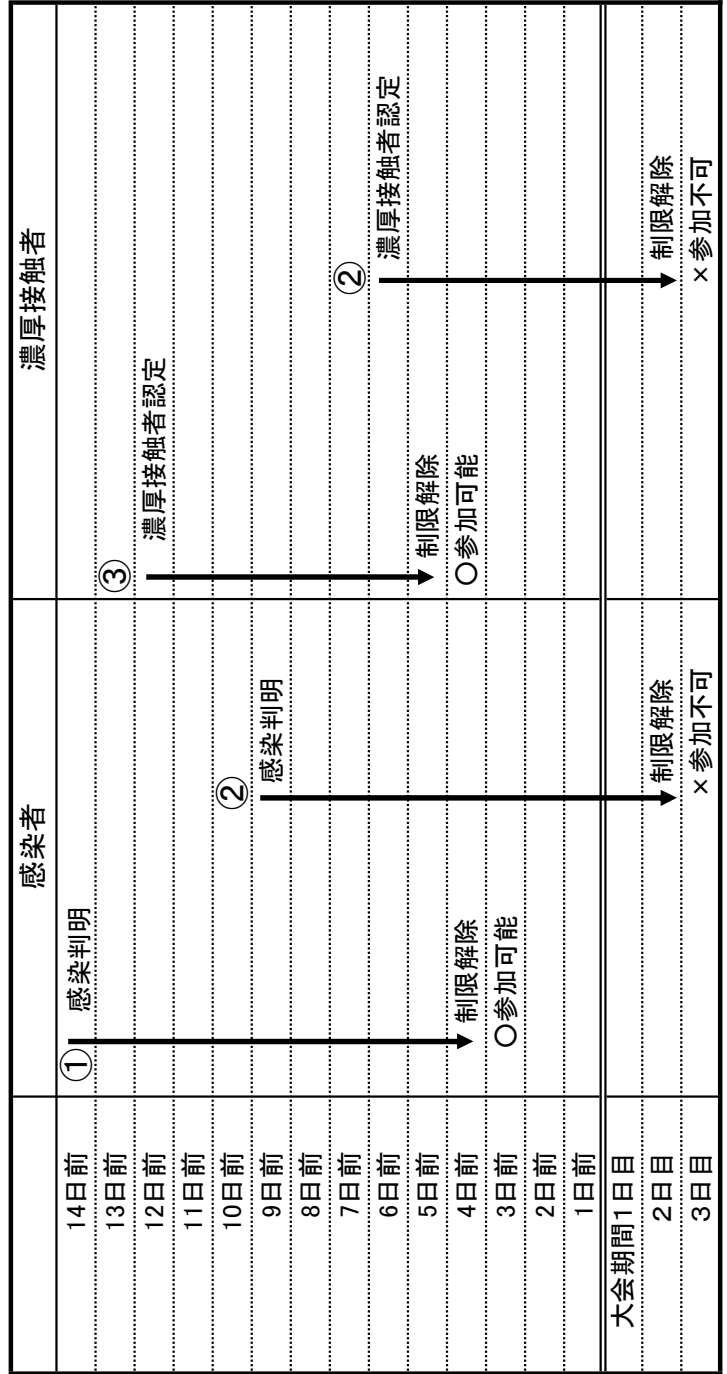 感染者 濃厚接触者
14日前 ① 感染判明
13日前 ③
12日前 濃厚接触者認定
11日前
10日前 ②
9日前 感染判明
8日前
7日前 ②
6日前 濃厚接触者認定
5日前 制限解除
4日前 制限解除 〇参加可能
3日前 〇参加可能
2日前
1日前
大会期間1日目
2日目 制限解除 制限解除
3日目 ×参加不可 ×参加不可